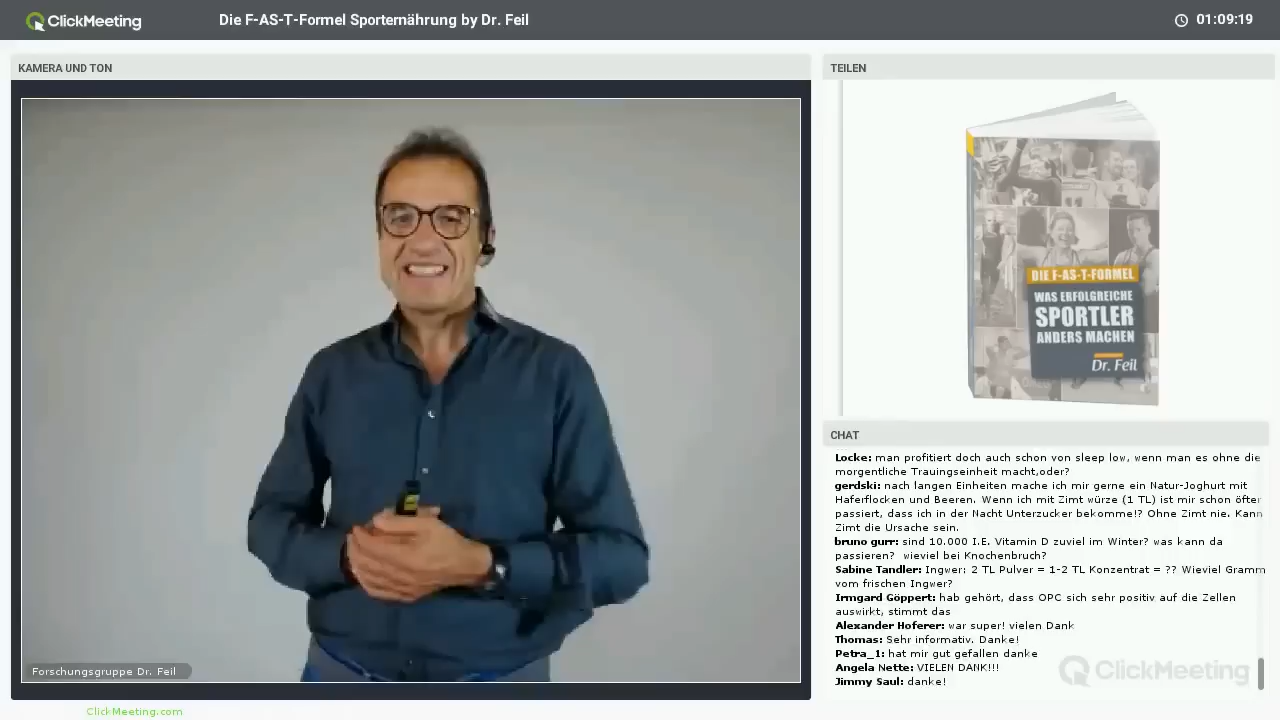 ClickMeeting
Die F-AS-T-Formel Sporternährung by Dr. Feil
01:09:19
KAMERA UND TON
Forschungsgruppe Dr. Feil
ClickMeeting.com
TEILEN
DIE F-AS-T-FORMEL
WAS ERFOLGREICHE
SPORTLER
ANDERS MACHEN
Dr. Feil
CHAT
Locke: man profitiert doch auch schon von sleep low, wenn man es ohne die
morgentliche Trauingseinheit macht,oder?
gerdski: nach langen Einheiten mache ich mir gerne ein Natur-Joghurt mit
Haferflocken und Beeren. Wenn ich mit Zimt würze (1 TL) ist mir schon öfter
passiert, dass ich in der Nacht Unterzucker bekomme!? Ohne Zimt nie. Kann
Zimt die Ursache sein.
bruno gurr: sind 10.000 I.E. Vitamin D zuviel im Winter? was kann da
passieren? wieviel bei Knochenbruch?
Sabine Tandler: Ingwer: 2 TL Pulver = 1-2 TL Konzentrat = ?? Wieviel Gramm
vom frischen Ingwer?
Irmgard Göppert: hab gehört, dass OPC sich sehr positiv auf die Zellen
auswirkt, stimmt das
Alexander Hoferer: war super! vielen Dank
Thomas: Sehr informativ. Danke!
Petra_1: hat mir gut gefallen danke
Angela Nette: VIELEN DANK!!!
Jimmy Saul: danke!
ClickMeeting